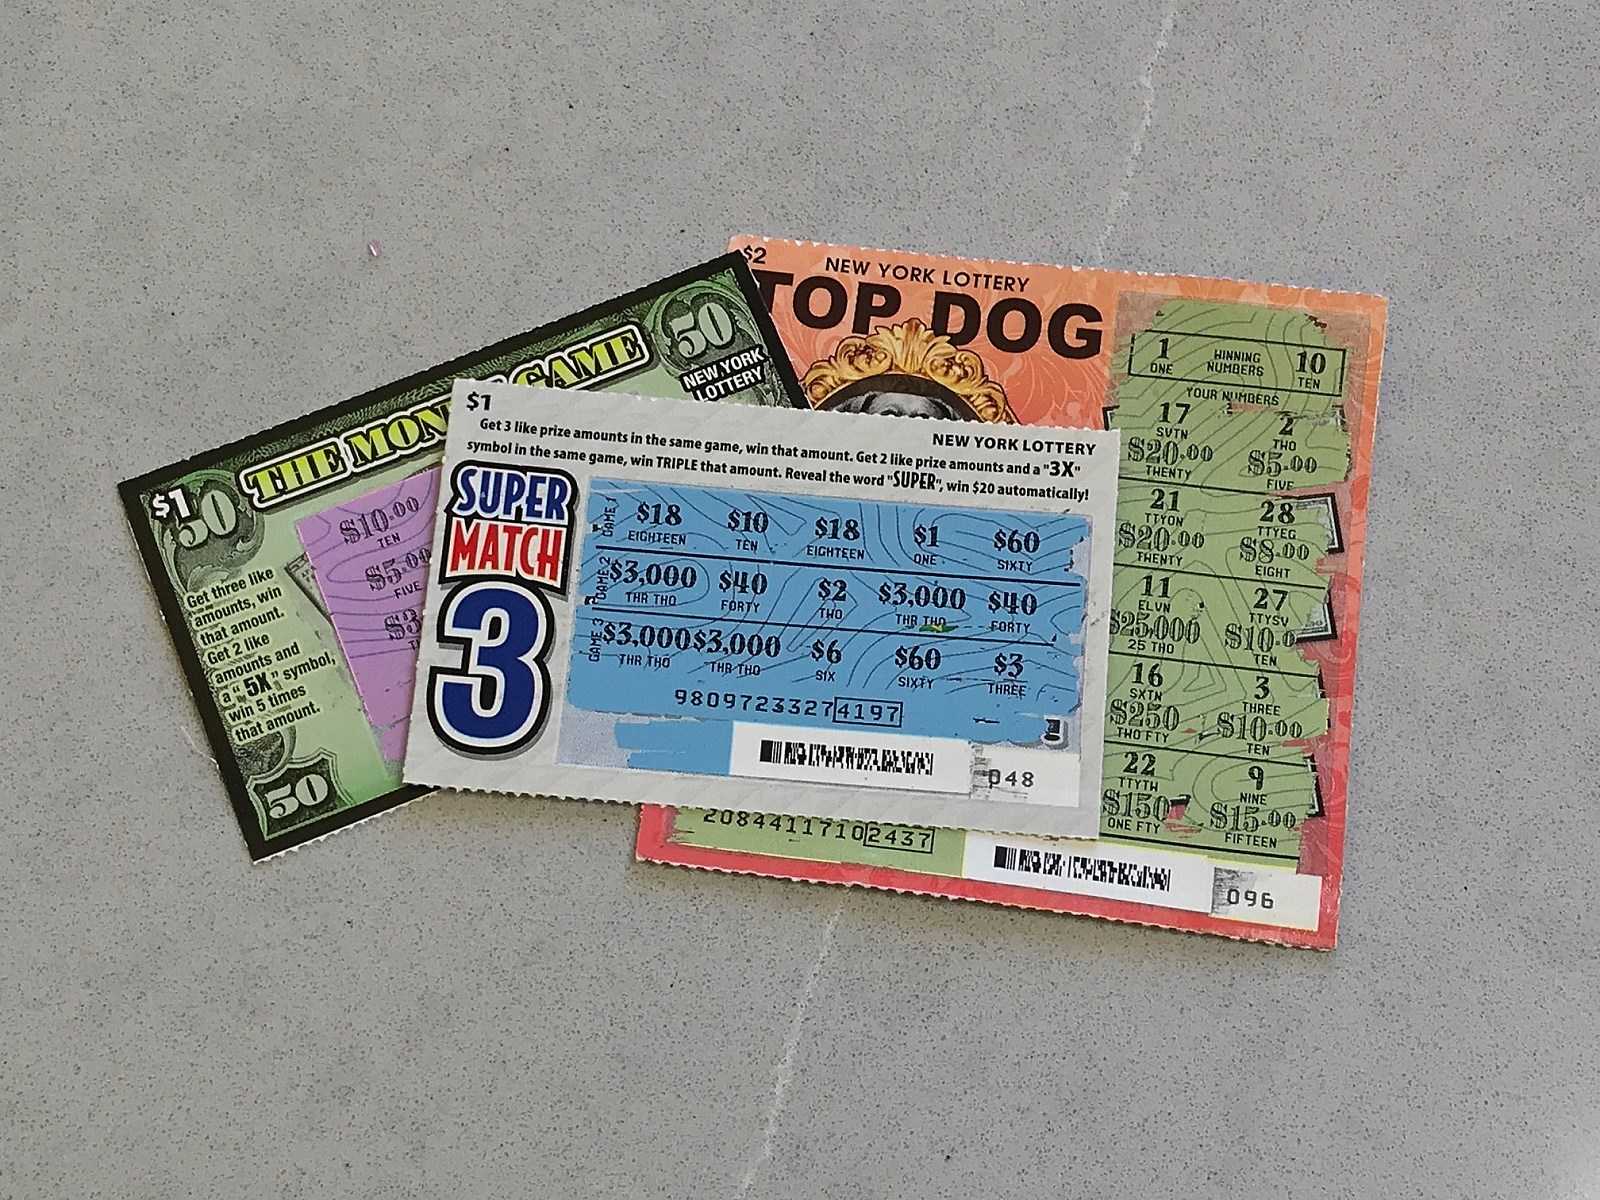 50
THE MON GAME
NEW YORK
LOTTERY
$1
50
$10.00
TEN
$5.00
FIVE
$3
Get three like
amounts, win
that amount.
Get 2 like
amounts and
a "5X" symbol,
win 5 times
that amount.
50
$1
Get 3 like prize amounts in the same game, win that amount. Get 2 like prize amounts and a "3X"
symbol in the same game, win TRIPLE that amount. Reveal the word "SUPER", win $20 automatically!
NEW YORK LOTTERY
SUPER
MATCH
3
GAME 1
$18 $10 $18 $1 $60
EIGHTEEN TEN EIGHTEEN ONE SIXTY
GAME 2
$3,000 $40 $2 $3,000 $40
THR THO FORTY TWO THR THO FORTY
GAME 3
$3,000 $3,000 $6 $60 $3
THR THO THR THO SIX SIXTY THREE
98097233274197
048
$2
NEW YORK LOTTERY
TOP DOG
1 WINNING 10
ONE NUMBERS TEN
YOUR NUMBERS
17 2
SVTN TWO
$20.00 $5.00
TWENTY FIVE
21 28
TTYON TTYEG
$20.00 $8.00
TWENTY EIGHT
11 27
ELVN TTYSV
$25,000 $10.00
25 THO TEN
16 3
SXTN THREE
$250 $10.00
TWO FTY TEN
22 9
TTYTW NINE
$150 $15.00
ONE FTY FIFTEEN
20844117102437
096